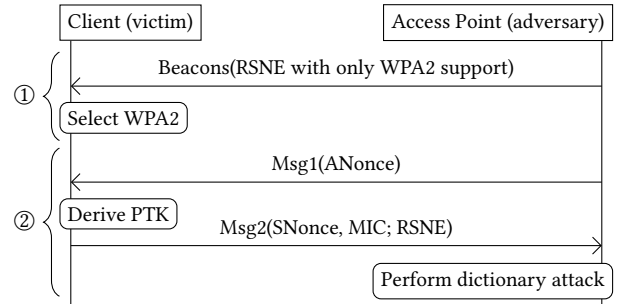 Client (victim)
Access Point (adversary)
①
Beacons(RSNE with only WPA2 support)
Select WPA2
②
Msg1(ANonce)
Derive PTK
Msg2(SNonce, MIC; RSNE)
Perform dictionary attack